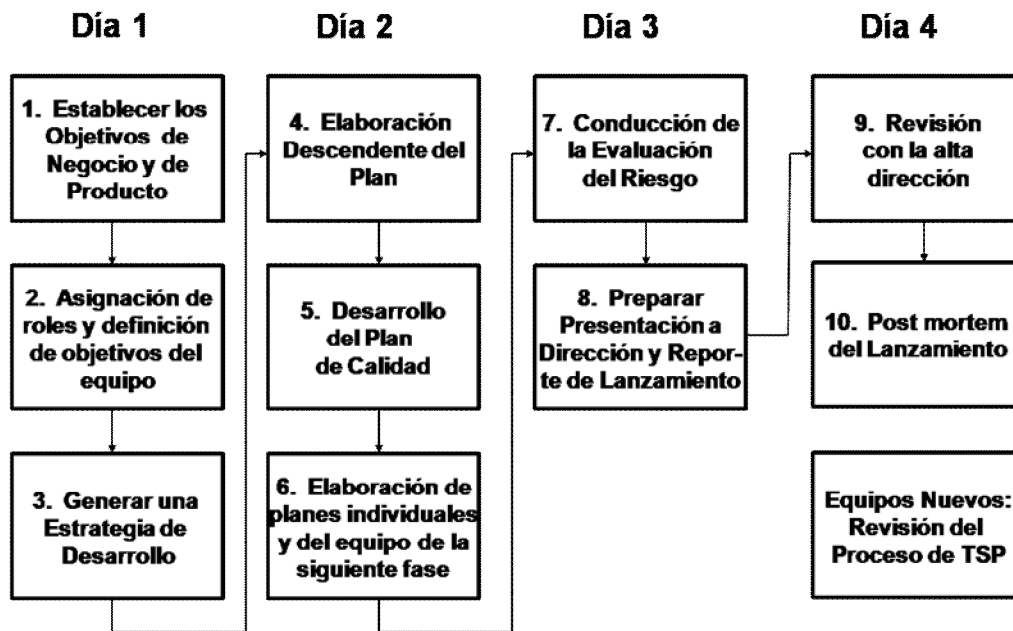 Día 1
Día 2
Día 3
Día 4
1. Establecer los
Objetivos de
Negocio y de
Producto
2. Asignación de
roles y definición
de objetivos del
equipo
3. Generar una
Estrategia de
Desarrollo
4. Elaboración
Descendente del
Plan
5. Desarrollo
del Plan
de Calidad
6. Elaboración de
planes individuales
y del equipo de la
siguiente fase
7. Conducción de
la Evaluación
del Riesgo
8. Preparar
Presentación a
Dirección y Repor-
te de Lanzamiento
9. Revisión
con la alta
dirección
10. Post mortem
del Lanzamiento
Equipos Nuevos:
Revisión del
Proceso de TSP